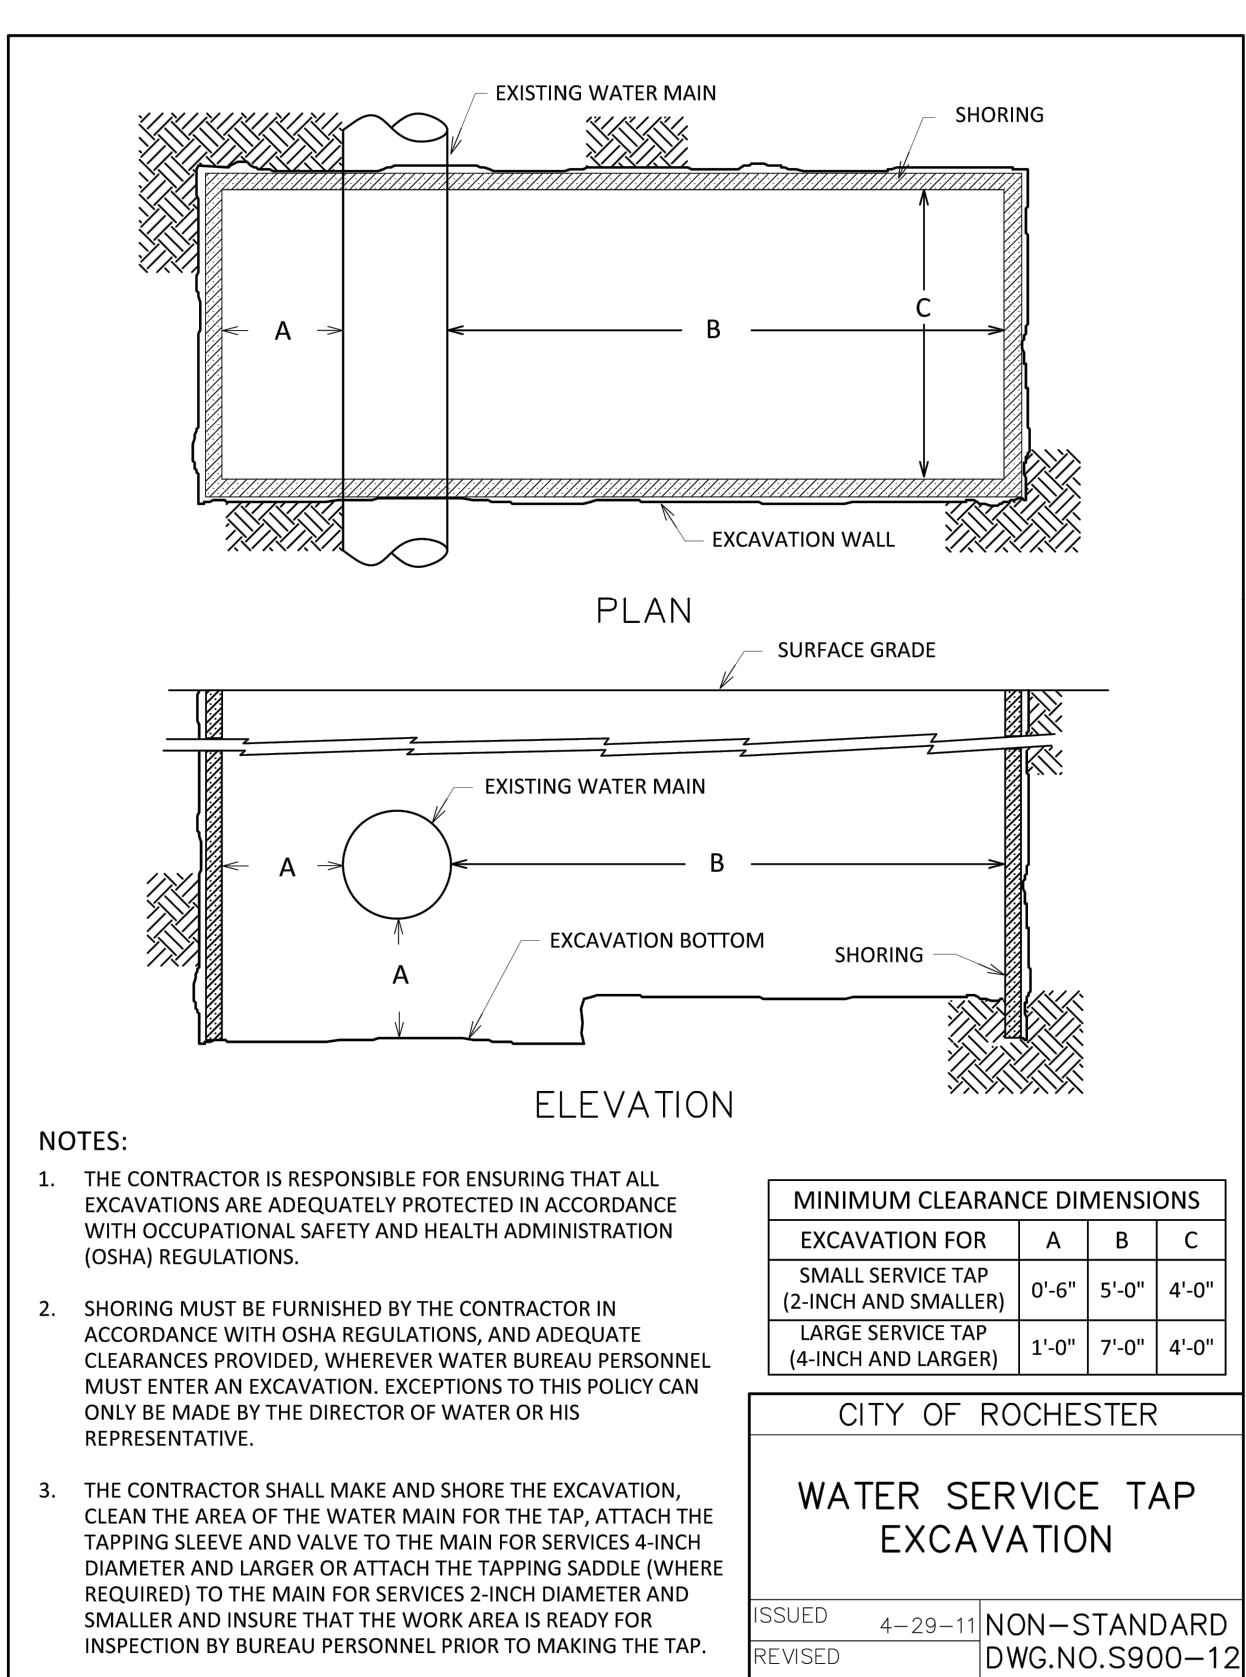 EXISTING WATER MAIN
SHORING
A
B
C
EXCAVATION WALL
PLAN
SURFACE GRADE
EXISTING WATER MAIN
A
B
A
EXCAVATION BOTTOM
SHORING
ELEVATION
NOTES:
1. THE CONTRACTOR IS RESPONSIBLE FOR ENSURING THAT ALL
EXCAVATIONS ARE ADEQUATELY PROTECTED IN ACCORDANCE
WITH OCCUPATIONAL SAFETY AND HEALTH ADMINISTRATION
(OSHA) REGULATIONS.
2. SHORING MUST BE FURNISHED BY THE CONTRACTOR IN
ACCORDANCE WITH OSHA REGULATIONS, AND ADEQUATE
CLEARANCES PROVIDED, WHEREVER WATER BUREAU PERSONNEL
MUST ENTER AN EXCAVATION. EXCEPTIONS TO THIS POLICY CAN
ONLY BE MADE BY THE DIRECTOR OF WATER OR HIS
REPRESENTATIVE.
3. THE CONTRACTOR SHALL MAKE AND SHORE THE EXCAVATION,
CLEAN THE AREA OF THE WATER MAIN FOR THE TAP, ATTACH THE
TAPPING SLEEVE AND VALVE TO THE MAIN FOR SERVICES 4-INCH
DIAMETER AND LARGER OR ATTACH THE TAPPING SADDLE (WHERE
REQUIRED) TO THE MAIN FOR SERVICES 2-INCH DIAMETER AND
SMALLER AND INSURE THAT THE WORK AREA IS READY FOR
INSPECTION BY BUREAU PERSONNEL PRIOR TO MAKING THE TAP.
MINIMUM CLEARANCE DIMENSIONS
EXCAVATION FOR A B C
SMALL SERVICE TAP
(2-INCH AND SMALLER) 0'-6" 5'-0" 4'-0"
LARGE SERVICE TAP
(4-INCH AND LARGER) 1'-0" 7'-0" 4'-0"
CITY OF ROCHESTER
WATER SERVICE TAP
EXCAVATION
ISSUED 4-29-11
REVISED
NON-STANDARD
DWG.NO.S900-12